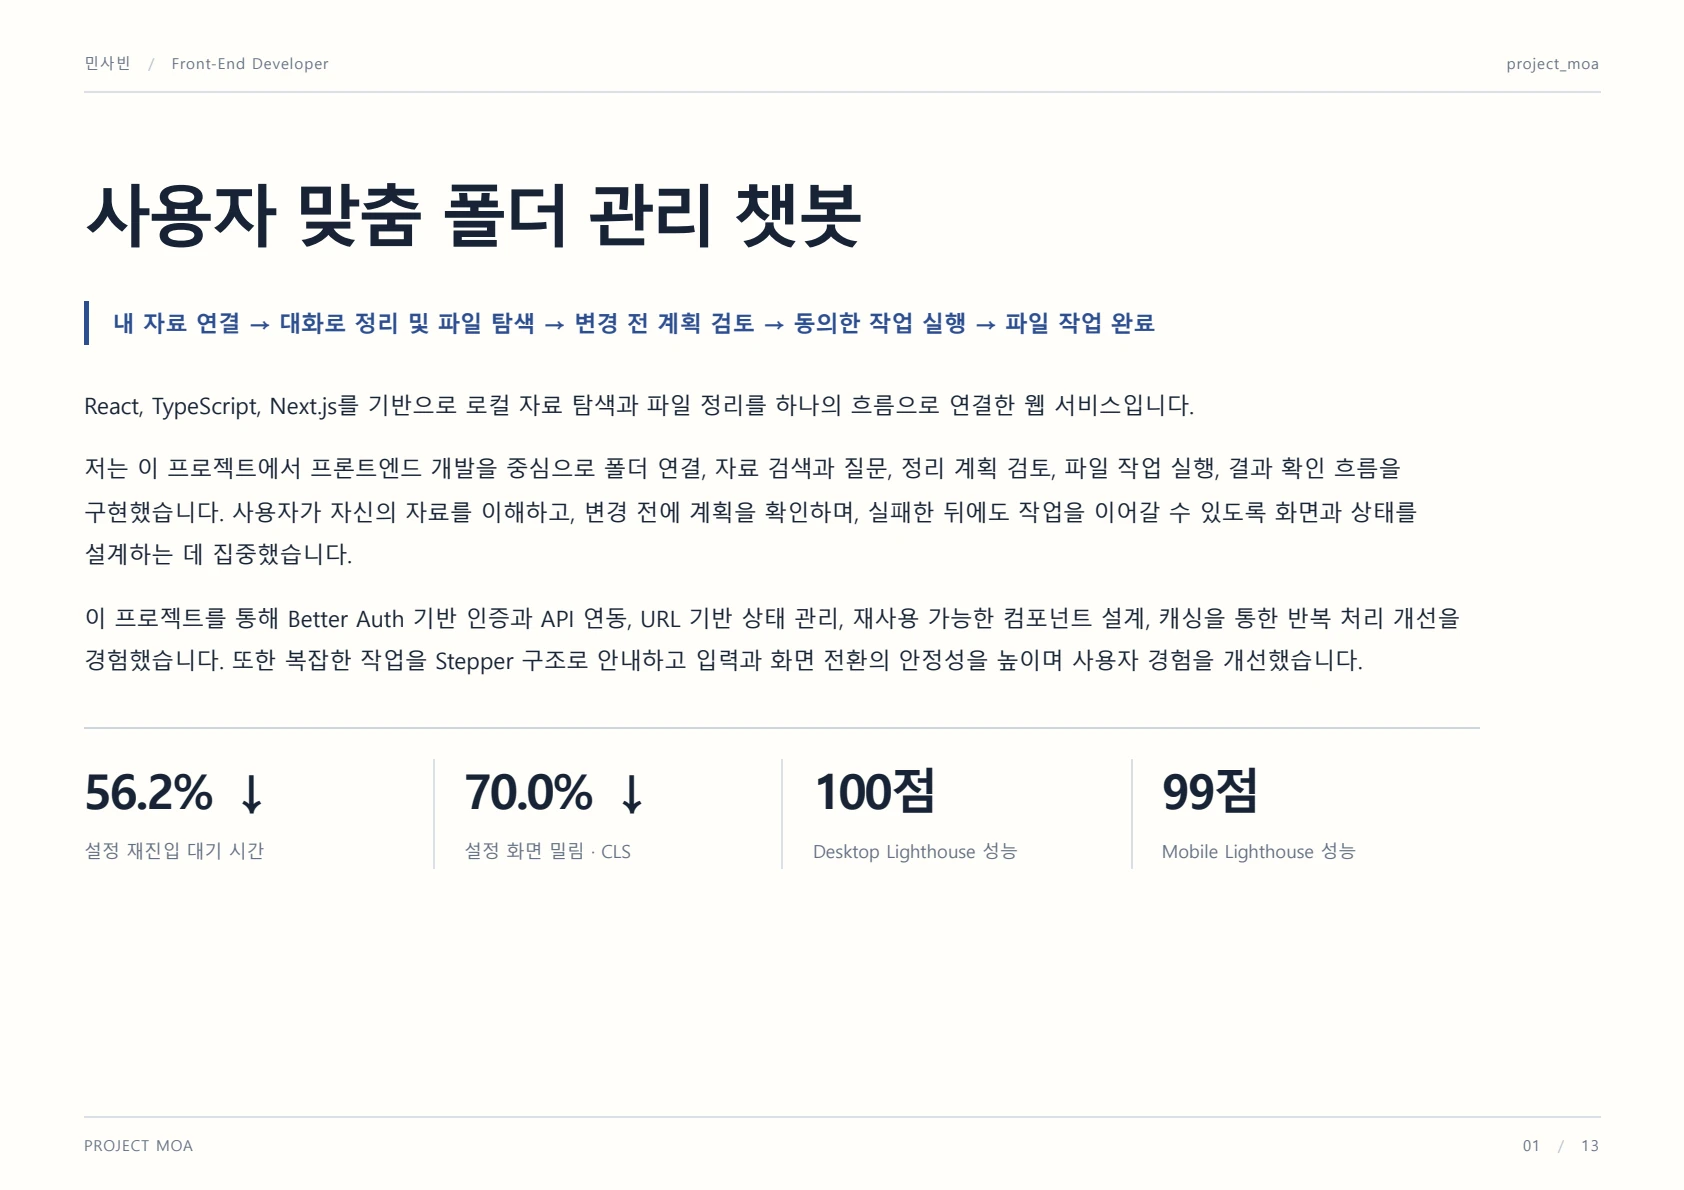 민사빈 / Front-End Developer
project_moa
사용자 맞춤 폴더 관리 챗봇
내 자료 연결 → 대화로 정리 및 파일 탐색 → 변경 전 계획 검토 → 동의한 작업 실행 → 파일 작업 완료
React, TypeScript, Next.js를 기반으로 로컬 자료 탐색과 파일 정리를 하나의 흐름으로 연결한 웹 서비스입니다.
저는 이 프로젝트에서 프론트엔드 개발을 중심으로 폴더 연결, 자료 검색과 질문, 정리 계획 검토, 파일 작업 실행, 결과 확인 흐름을
구현했습니다. 사용자가 자신의 자료를 이해하고, 변경 전에 계획을 확인하며, 실패한 뒤에도 작업을 이어갈 수 있도록 화면과 상태를
설계하는 데 집중했습니다.
이 프로젝트를 통해 Better Auth 기반 인증과 API 연동, URL 기반 상태 관리, 재사용 가능한 컴포넌트 설계, 캐싱을 통한 반복 처리 개선을
경험했습니다. 또한 복잡한 작업을 Stepper 구조로 안내하고 입력과 화면 전환의 안정성을 높이며 사용자 경험을 개선했습니다.
56.2% ↓
설정 재진입 대기 시간
70.0% ↓
설정 화면 밀림 · CLS
100점
Desktop Lighthouse 성능
99점
Mobile Lighthouse 성능
PROJECT MOA
01 / 13